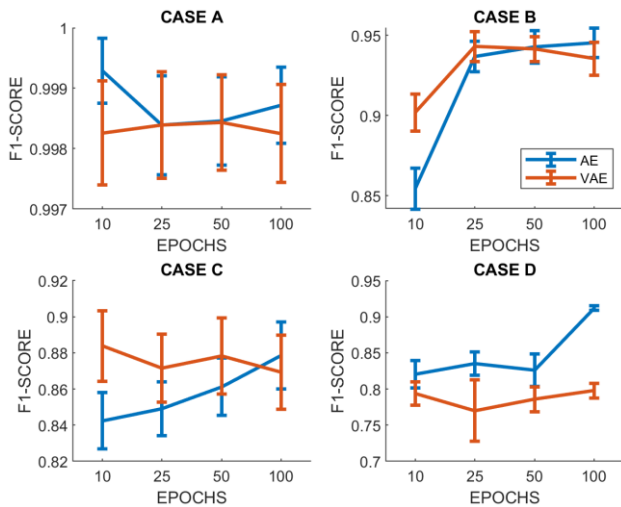 CASE A
1
0.999
0.998
0.997
F1-SCORE
10 25 50 100
EPOCHS
CASE B
0.95
0.9
0.85
F1-SCORE
AE
VAE
10 25 50 100
EPOCHS
CASE C
0.92
0.9
0.88
0.86
0.84
0.82
F1-SCORE
10 25 50 100
EPOCHS
CASE D
0.95
0.9
0.85
0.8
0.75
0.7
F1-SCORE
10 25 50 100
EPOCHS